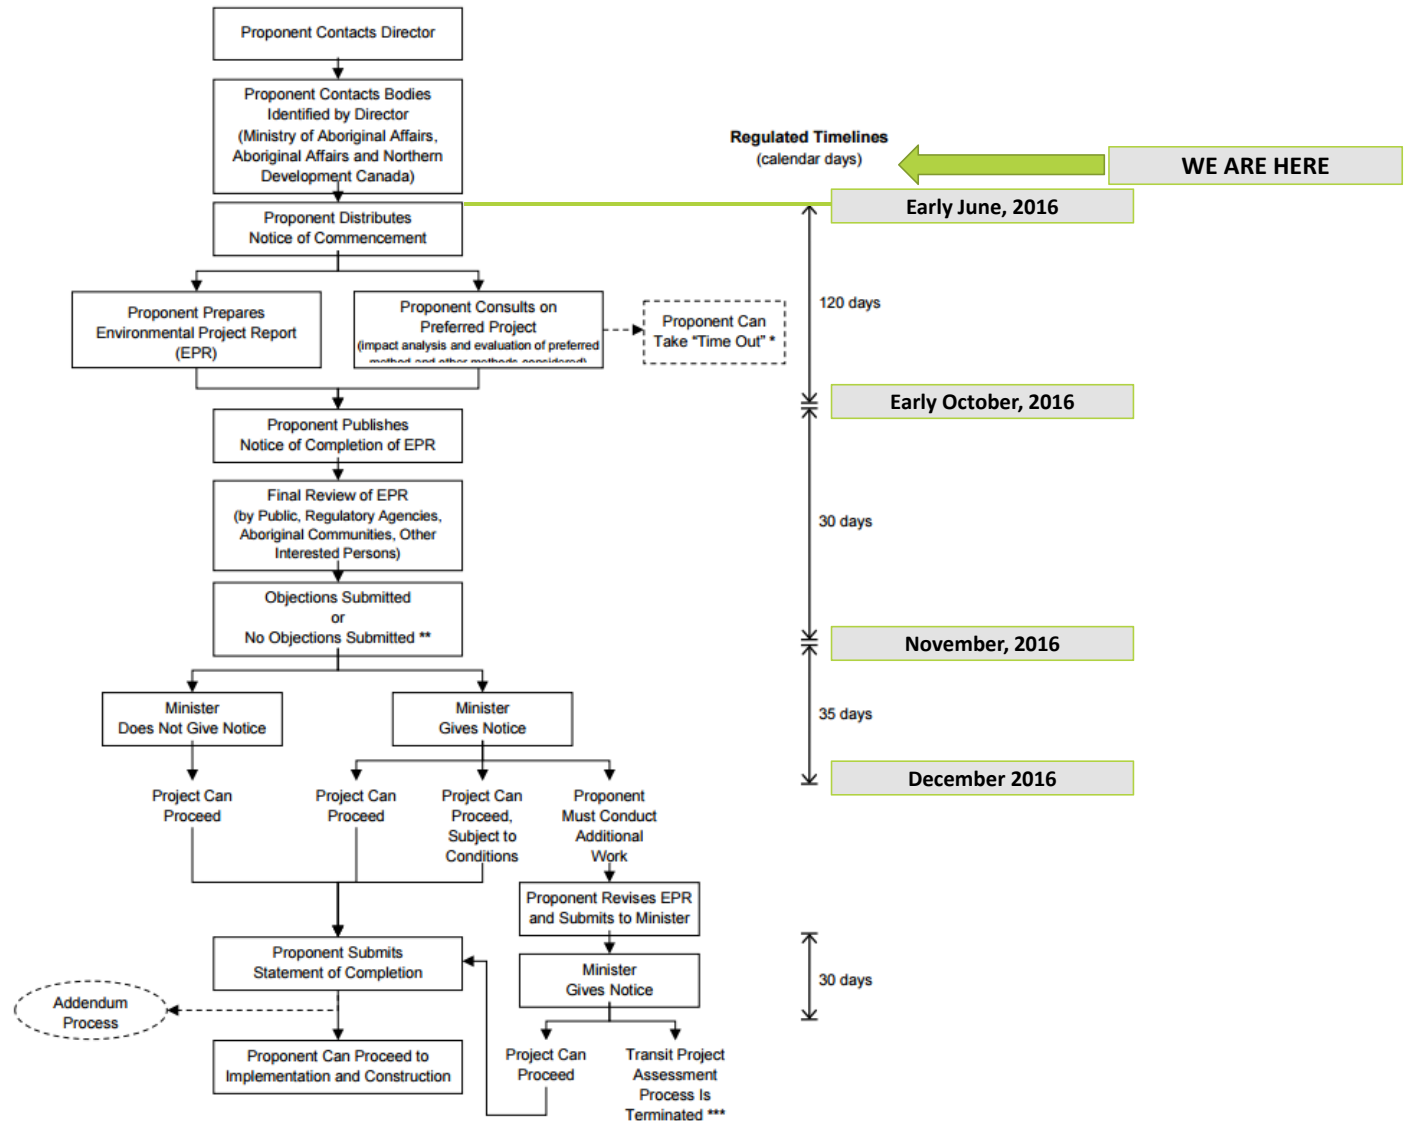 Proponent Contacts Director
Proponent Contacts Bodies
Identified by Director
(Ministry of Aboriginal Affairs,
Aboriginal Affairs and Northern
Development Canada)
Regulated Timelines
(calendar days)
WE ARE HERE
Proponent Distributes
Notice of Commencement
Early June, 2016
Proponent Prepares
Environmental Project Report
(EPR)
Proponent Consults on
Preferred Project
(impact analysis and evaluation of preferred
method and other methods considered)
Proponent Can
Take "Time Out" *
120 days
Early October, 2016
Proponent Publishes
Notice of Completion of EPR
Final Review of EPR
(by Public, Regulatory Agencies,
Aboriginal Communities, Other
Interested Persons)
30 days
Objections Submitted
or
No Objections Submitted **
November, 2016
Minister
Does Not Give Notice
Minister
Gives Notice
35 days
December 2016
Project Can
Proceed
Project Can
Proceed
Project Can
Proceed,
Subject to
Conditions
Proponent
Must Conduct
Additional
Work
Proponent Revises EPR
and Submits to Minister
Proponent Submits
Statement of Completion
Minister
Gives Notice
30 days
Addendum
Process
Proponent Can Proceed to
Implementation and Construction
Project Can
Proceed
Transit Project
Assessment
Process Is
Terminated ***